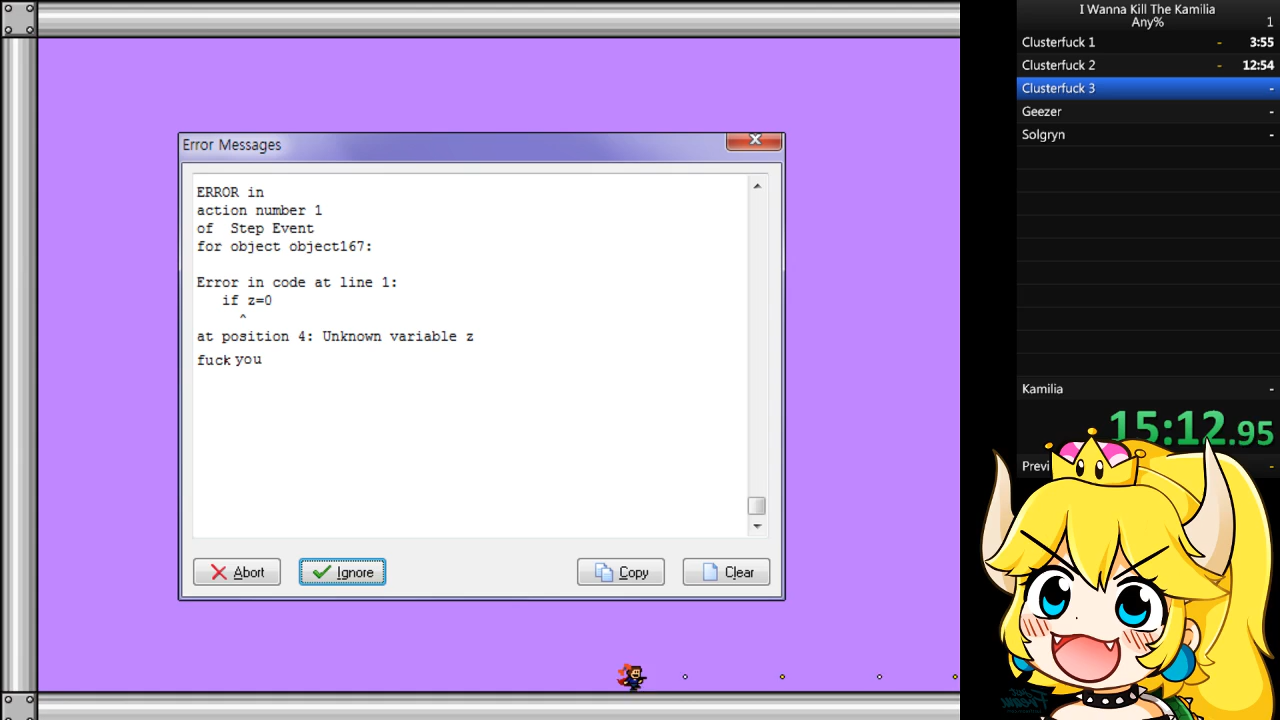 I Wanna Kill The Kamilia
Any% 1
Clusterfuck 1 - 3:55
Clusterfuck 2 - 12:54
Clusterfuck 3 -
Geezer -
Solgryn -
Kamilia -
15:12.95
Previ -
Error Messages
ERROR in
action number 1
of Step Event
for object object167:
Error in code at line 1:
if z=0
^
at position 4: Unknown variable z
fuck you
Abort Ignore Copy Clear